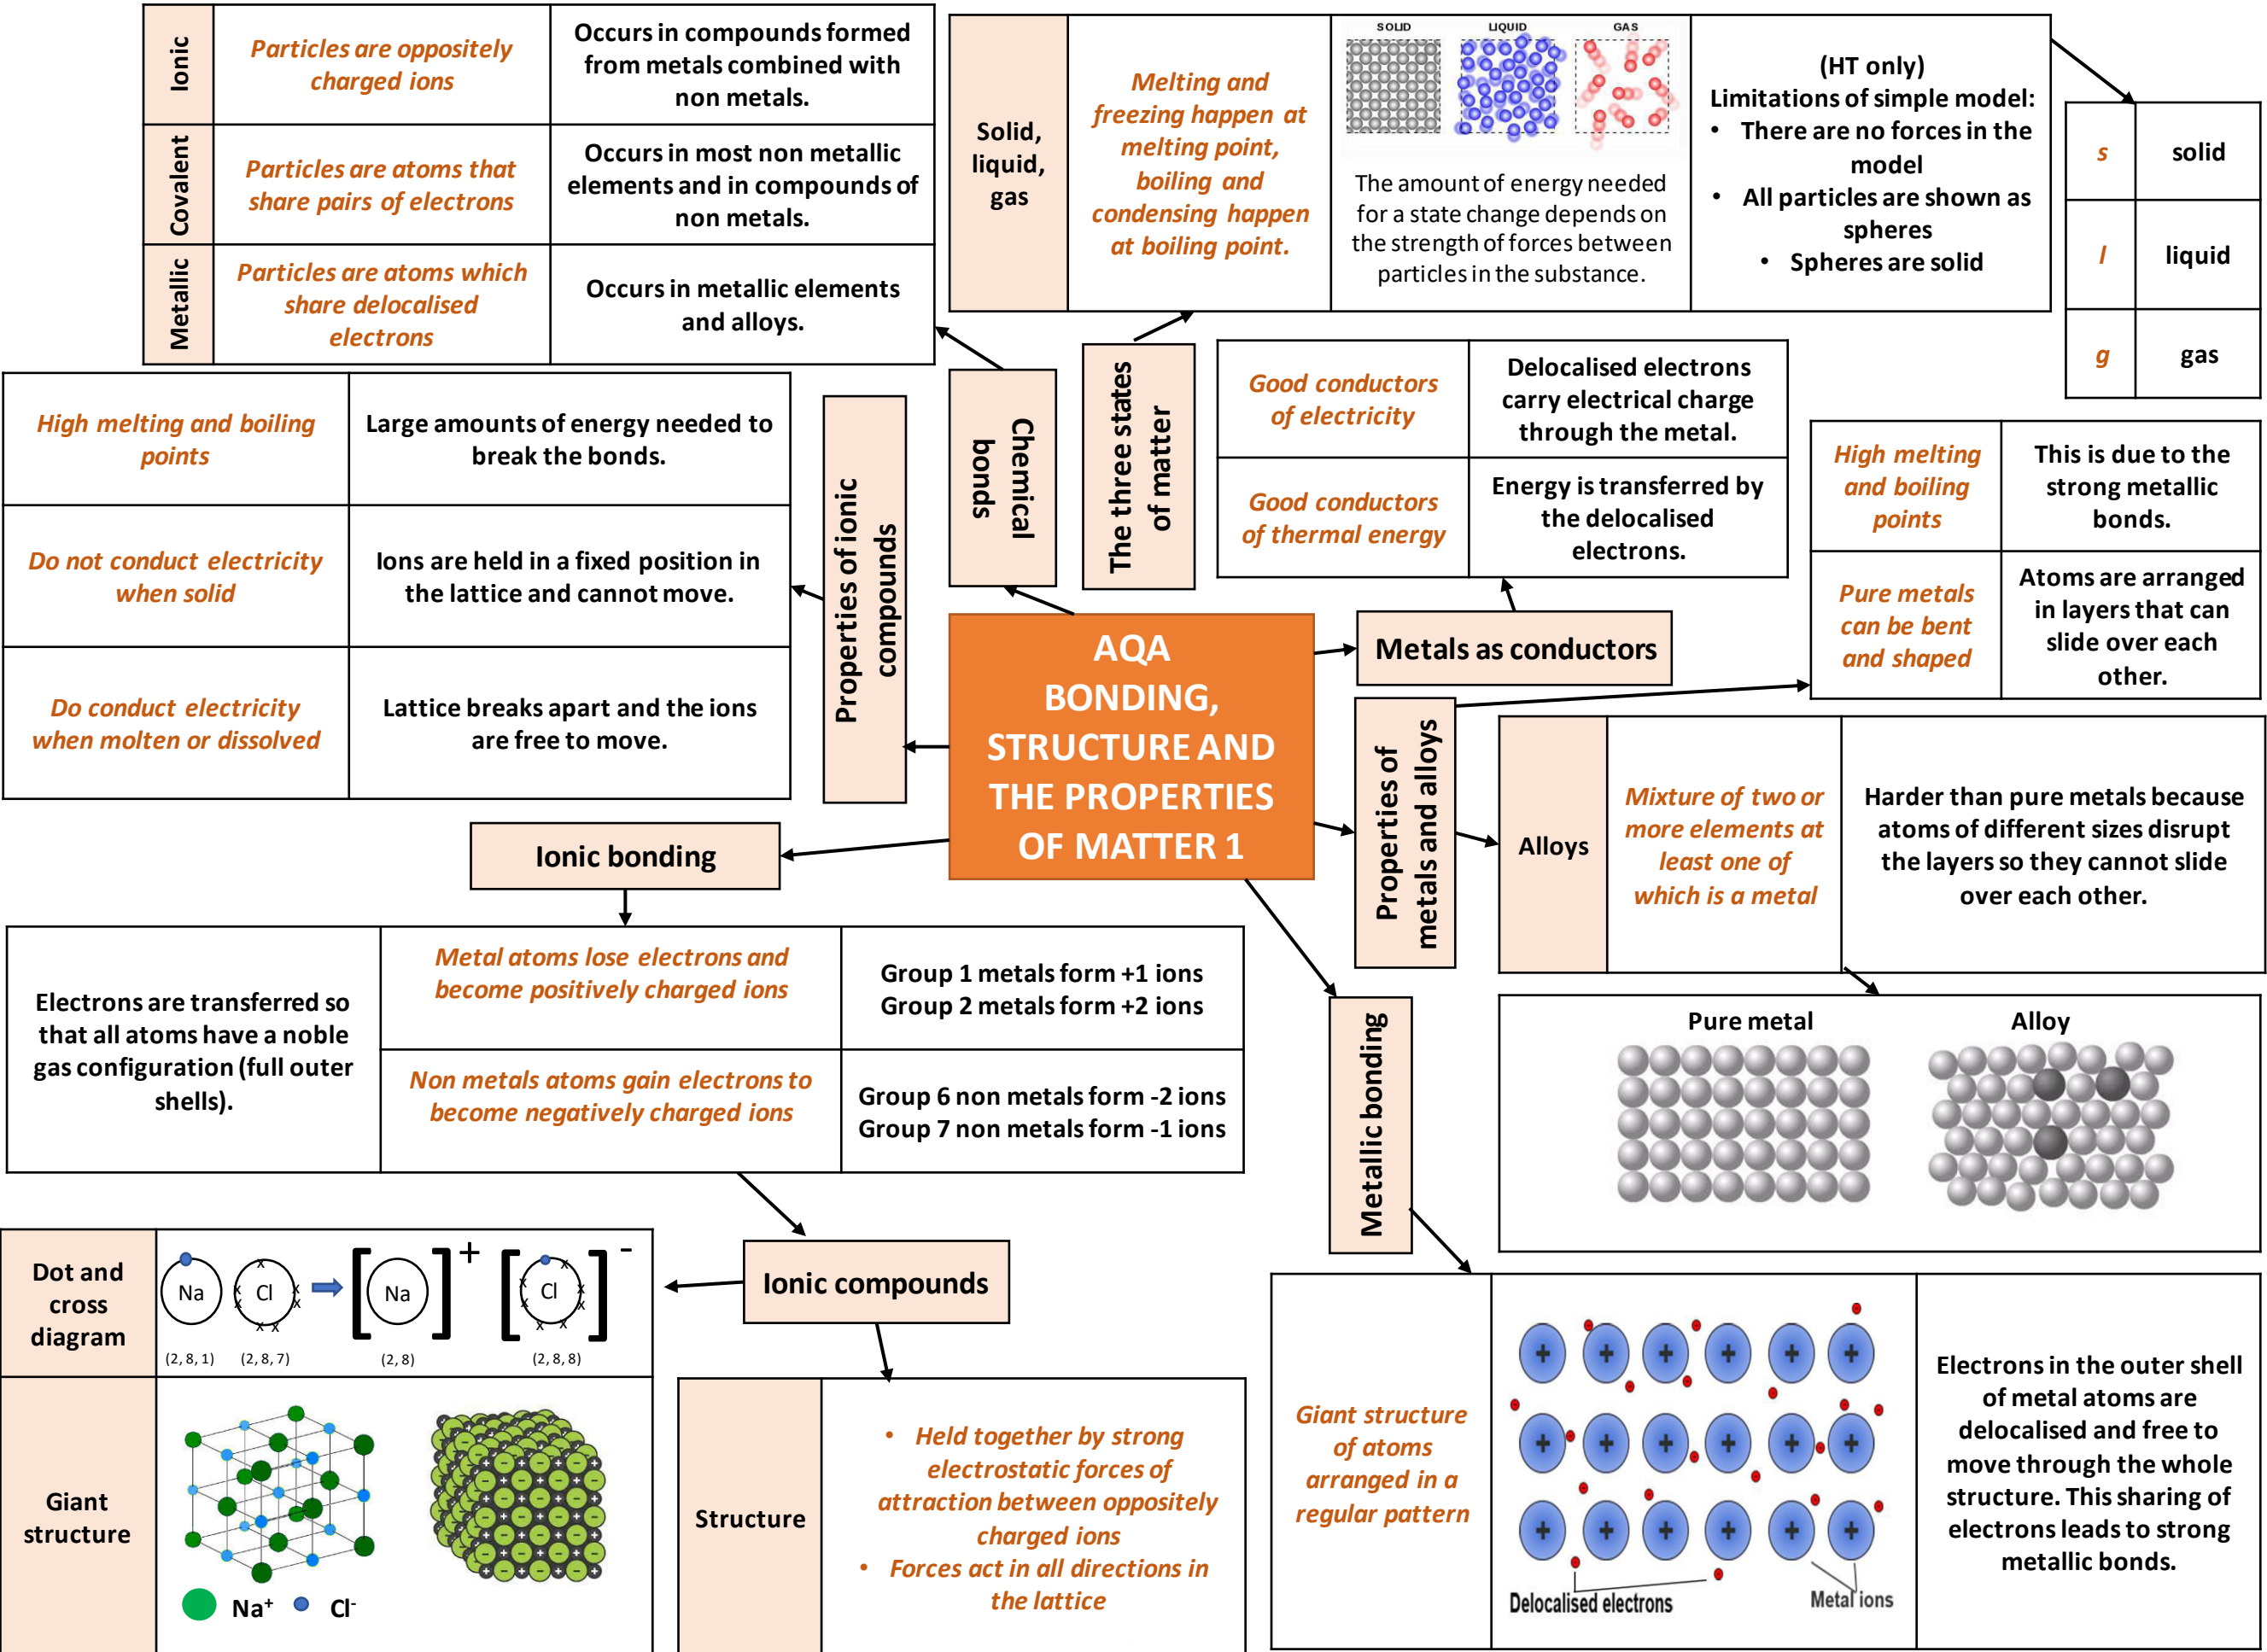 Ionic
Particles are oppositely
charged ions
Occurs in compounds formed
from metals combined with
non metals.
Covalent
Particles are atoms that
share pairs of electrons
Occurs in most non metallic
elements and in compounds of
non metals.
Metallic
Particles are atoms which
share delocalised
electrons
Occurs in metallic elements
and alloys.
Solid,
liquid,
gas
Melting and
freezing happen at
melting point,
boiling and
condensing happen
at boiling point.
SOLID
LIQUID
GAS
The amount of energy needed
for a state change depends on
the strength of forces between
particles in the substance.
(HT only)
Limitations of simple model:
• There are no forces in the
model
• All particles are shown as
spheres
• Spheres are solid
s
solid
l
liquid
g
gas
High melting and boiling
points
Large amounts of energy needed to
break the bonds.
Do not conduct electricity
when solid
Ions are held in a fixed position in
the lattice and cannot move.
Do conduct electricity
when molten or dissolved
Lattice breaks apart and the ions
are free to move.
Properties of ionic
compounds
Chemical
bonds
The three states
of matter
Good conductors
of electricity
Delocalised electrons
carry electrical charge
through the metal.
Good conductors
of thermal energy
Energy is transferred by
the delocalised
electrons.
High melting
and boiling
points
This is due to the
strong metallic
bonds.
Pure metals
can be bent
and shaped
Atoms are arranged
in layers that can
slide over each
other.
AQA
BONDING,
STRUCTURE AND
THE PROPERTIES
OF MATTER 1
Metals as conductors
Properties of
metals and alloys
Alloys
Mixture of two or
more elements at
least one of
which is a metal
Harder than pure metals because
atoms of different sizes disrupt
the layers so they cannot slide
over each other.
Pure metal
Alloy
Ionic bonding
Electrons are transferred so
that all atoms have a noble
gas configuration (full outer
shells).
Metal atoms lose electrons and
become positively charged ions
Group 1 metals form +1 ions
Group 2 metals form +2 ions
Non metals atoms gain electrons to
become negatively charged ions
Group 6 non metals form -2 ions
Group 7 non metals form -1 ions
Metallic bonding
Ionic compounds
Dot and
cross
diagram
Na
Cl
[Na]+
[Cl]-
(2, 8, 1)
(2, 8, 7)
(2, 8)
(2, 8, 8)
Giant
structure
Na+
Cl-
Structure
• Held together by strong
electrostatic forces of
attraction between oppositely
charged ions
• Forces act in all directions in
the lattice
Giant structure
of atoms
arranged in a
regular pattern
+ + + + + +
+ + + + + +
+ + + + + +
Delocalised electrons
Metal ions
Electrons in the outer shell
of metal atoms are
delocalised and free to
move through the whole
structure. This sharing of
electrons leads to strong
metallic bonds.